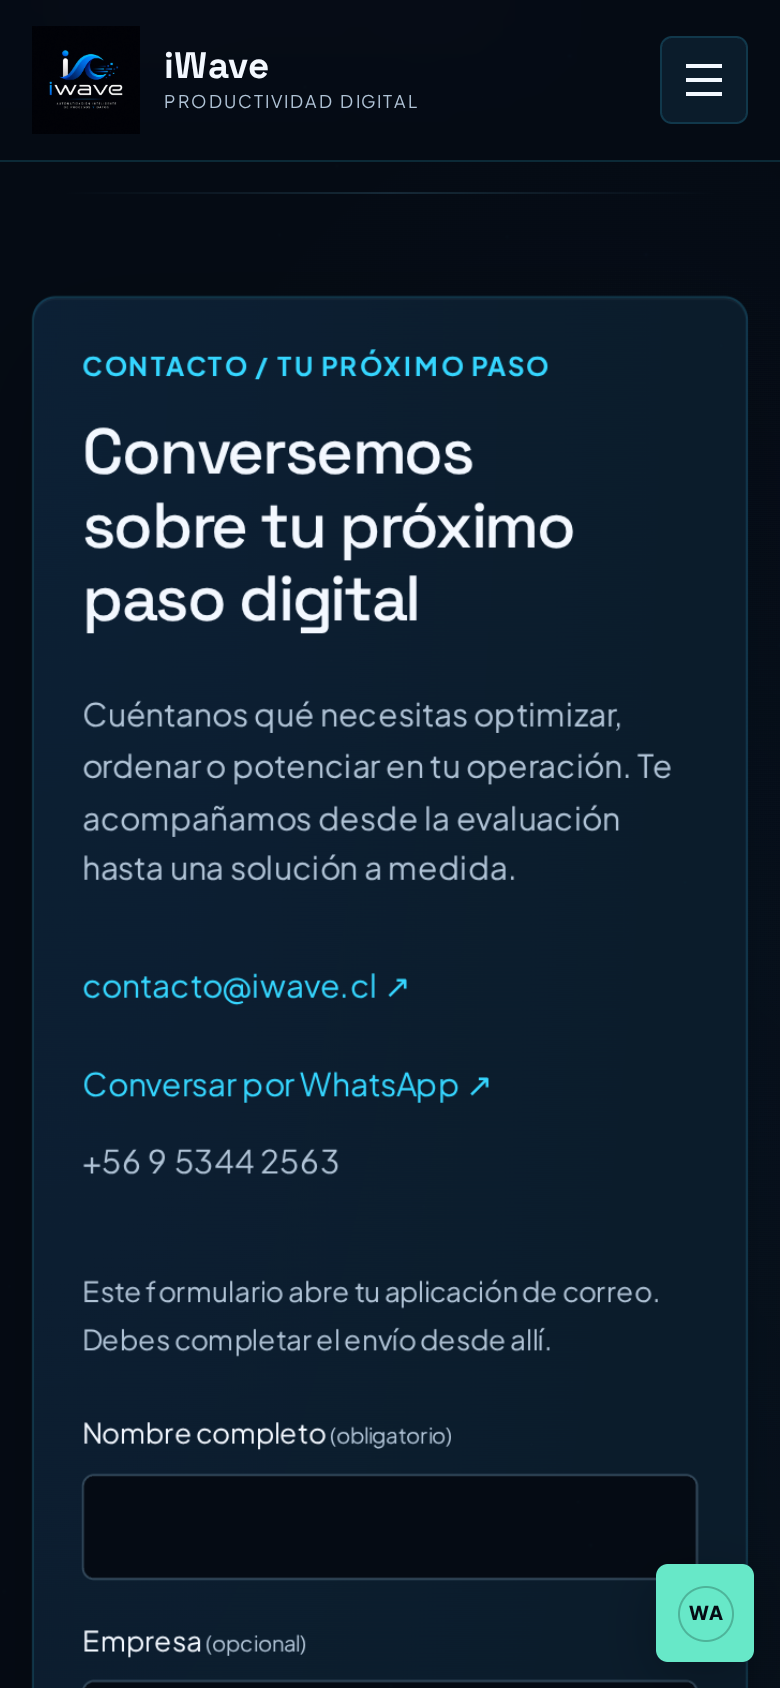 iwave
iWave
PRODUCTIVIDAD DIGITAL
CONTACTO / TU PRÓXIMO PASO
Conversemos
sobre tu próximo
paso digital
Cuéntanos qué necesitas optimizar,
ordenar o potenciar en tu operación. Te
acompañamos desde la evaluación
hasta una solución a medida.
contacto@iwave.cl ↗
Conversar por WhatsApp ↗
+56 9 5344 2563
Este formulario abre tu aplicación de correo.
Debes completar el envío desde allí.
Nombre completo (obligatorio)
WA
Empresa (opcional)